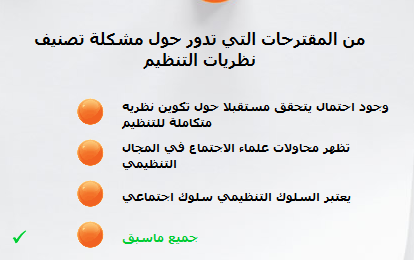 من المقترحات التي تدور حول مشكلة تصنيف
نظريات التنظيم
وجود احتمال يتحقق مستقبلا حول تكوين نظريه
متكاملة للتنظيم
تظهر محاولات علماء الاجتماع في المجال
التنظيمي
يعتبر السلوك التنظيمي سلوك اجتماعي
جميع ماسبق